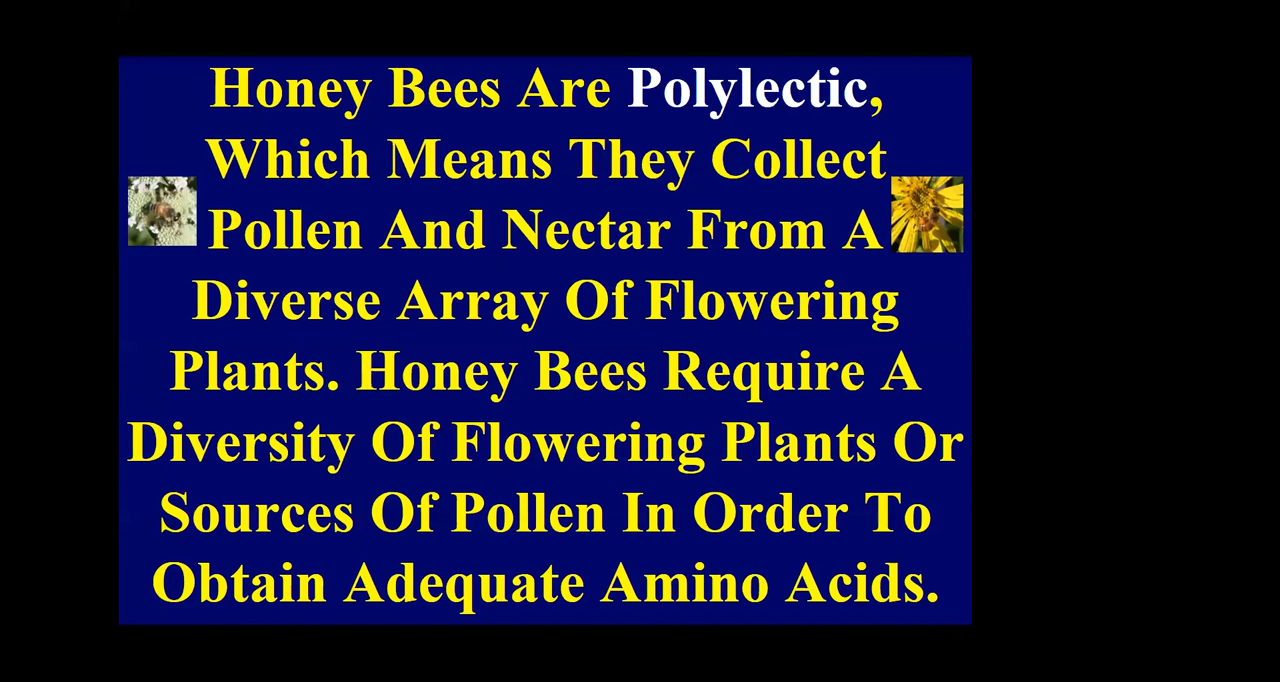 Honey Bees Are Polylectic,
Which Means They Collect
Pollen And Nectar From A
Diverse Array Of Flowering
Plants. Honey Bees Require A
Diversity Of Flowering Plants Or
Sources Of Pollen In Order To
Obtain Adequate Amino Acids.